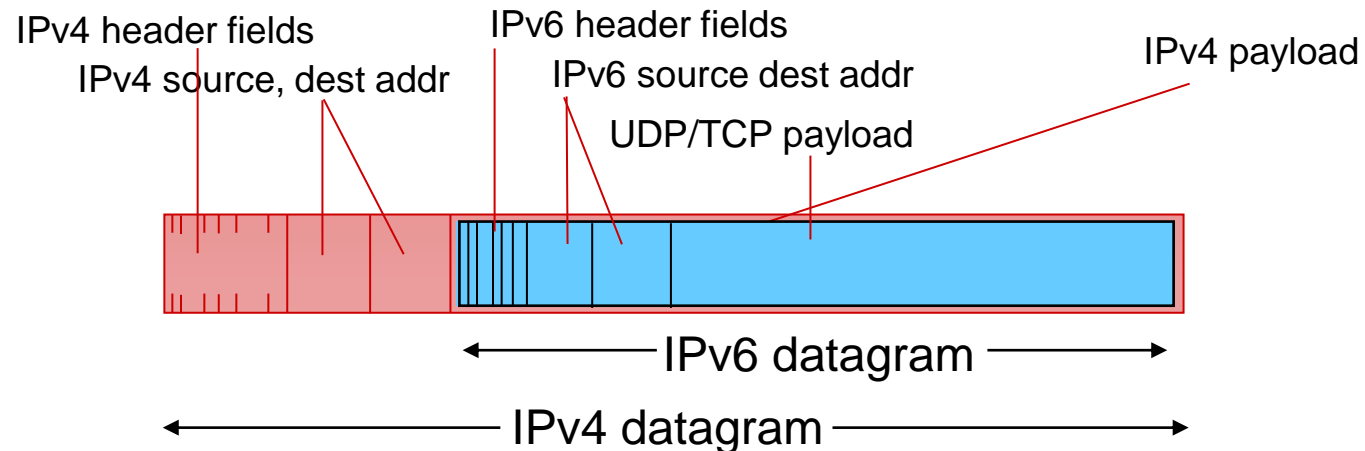 IPv4 header fields
IPv6 header fields
IPv4 payload
IPv4 source, dest addr
IPv6 source dest addr
UDP/TCP payload
IPv6 datagram
IPv4 datagram